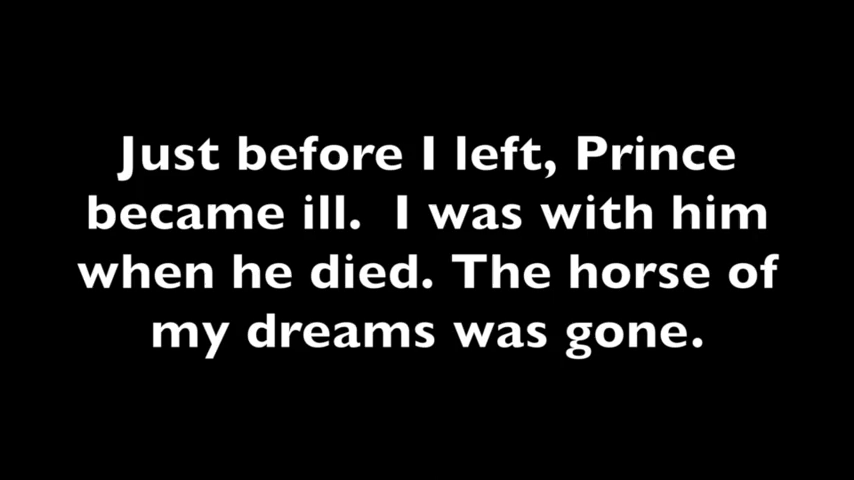 Just before I left, Prince
became ill.  I was with him
when he died. The horse of
my dreams was gone.